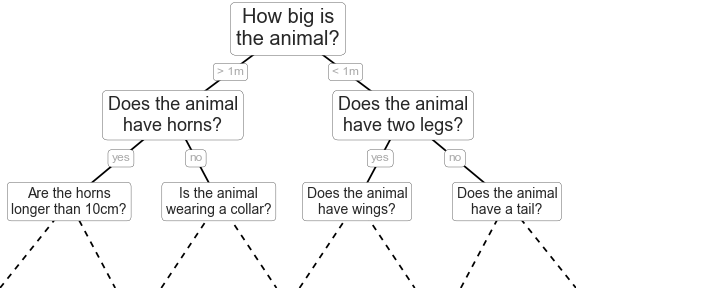 How big is
the animal?
> 1m
< 1m
Does the animal
have horns?
Does the animal
have two legs?
yes
no
yes
no
Are the horns
longer than 10cm?
Is the animal
wearing a collar?
Does the animal
have wings?
Does the animal
have a tail?